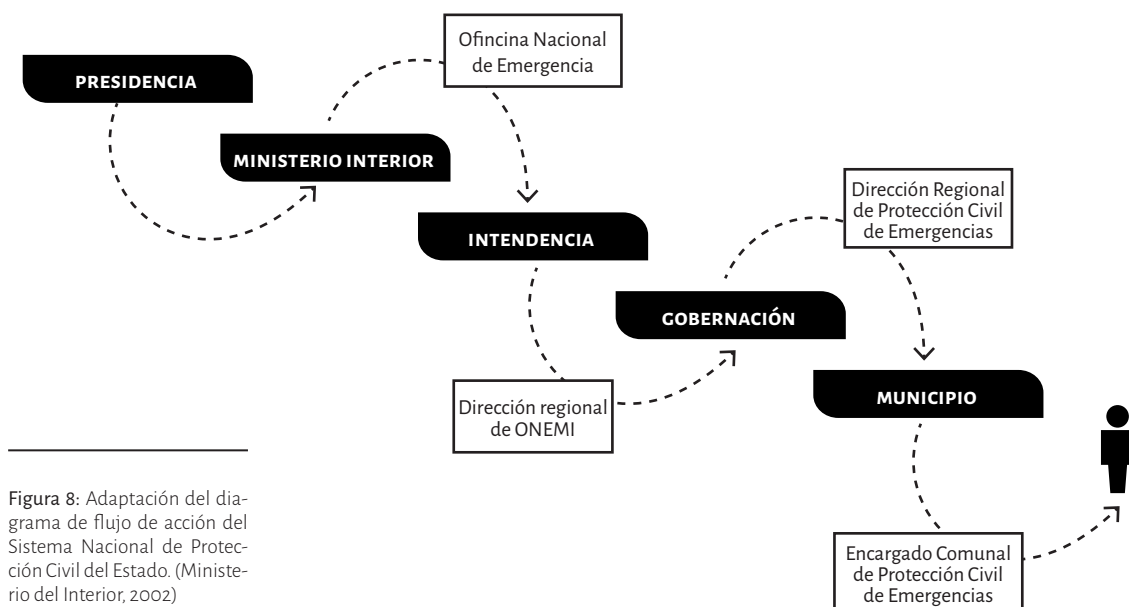 PRESIDENCIA
Ofincina Nacional
de Emergencia
MINISTERIO INTERIOR
INTENDENCIA
Dirección Regional
de Protección Civil
de Emergencias
GOBERNACIÓN
Dirección regional
de ONEMI
MUNICIPIO
Encargado Comunal
de Protección Civil
de Emergencias
Figura 8: Adaptación del dia-
grama de flujo de acción del
Sistema Nacional de Protec-
ción Civil del Estado. (Ministe-
rio del Interior, 2002)